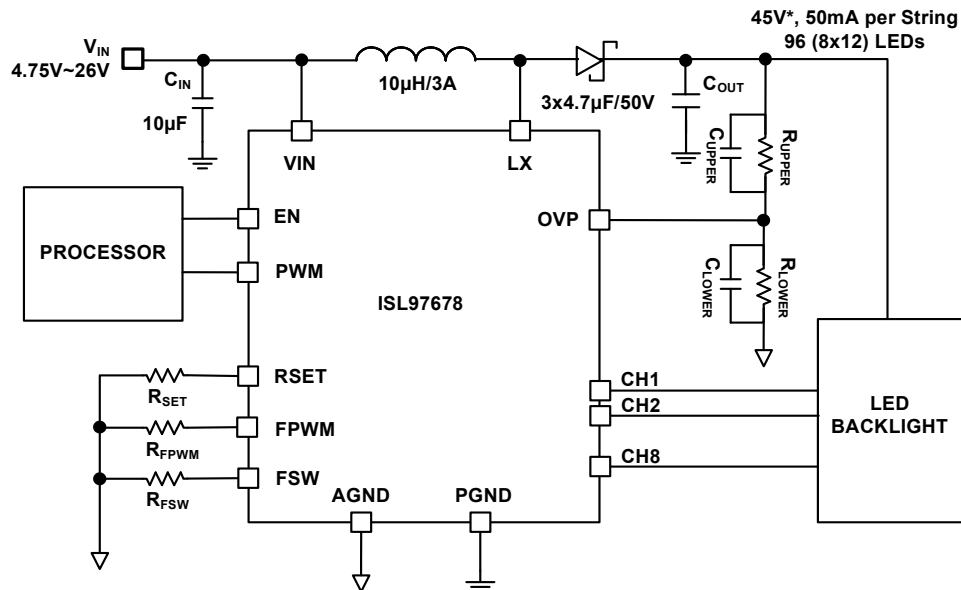 45V*, 50mA per String
96 (8x12) LEDs
VIN
4.75V~26V
CIN
10µF
10µH/3A
3x4.7µF/50V
COUT
CUPPER
RUPPER
VIN
LX
EN
OVP
PROCESSOR
PWM
CLOWER
RLOWER
ISL97678
RSET
RSET
CH1
CH2
LED
BACKLIGHT
FPWM
RFPWM
CH8
FSW
RFSW
AGND
PGND